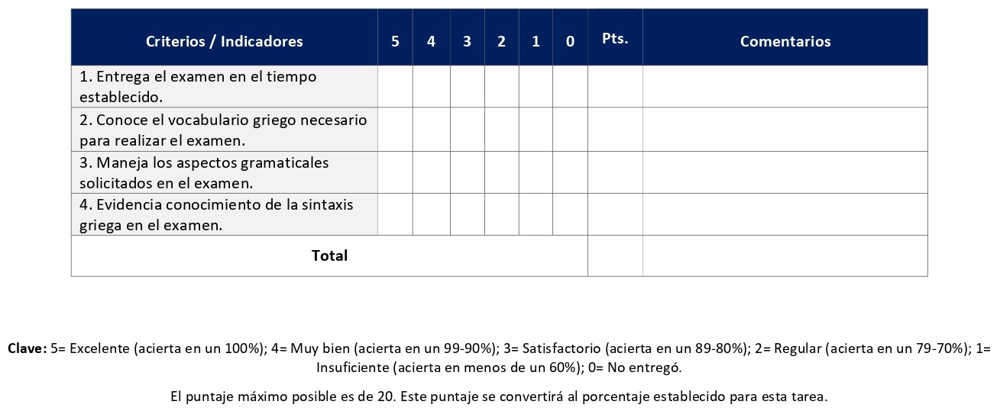 Criterios / Indicadores 5 4 3 2 1 0 Pts. Comentarios
1. Entrega el examen en el tiempo
establecido.
2. Conoce el vocabulario griego necesario
para realizar el examen.
3. Maneja los aspectos gramaticales
solicitados en el examen.
4. Evidencia conocimiento de la sintaxis
griega en el examen.
Total
Clave: 5= Excelente (acierta en un 100%); 4= Muy bien (acierta en un 99-90%); 3= Satisfactorio (acierta en un 89-80%); 2= Regular (acierta en un 79-70%); 1=
Insuficiente (acierta en menos de un 60%); 0= No entregó.
El puntaje máximo posible es de 20. Este puntaje se convertirá al porcentaje establecido para esta tarea.